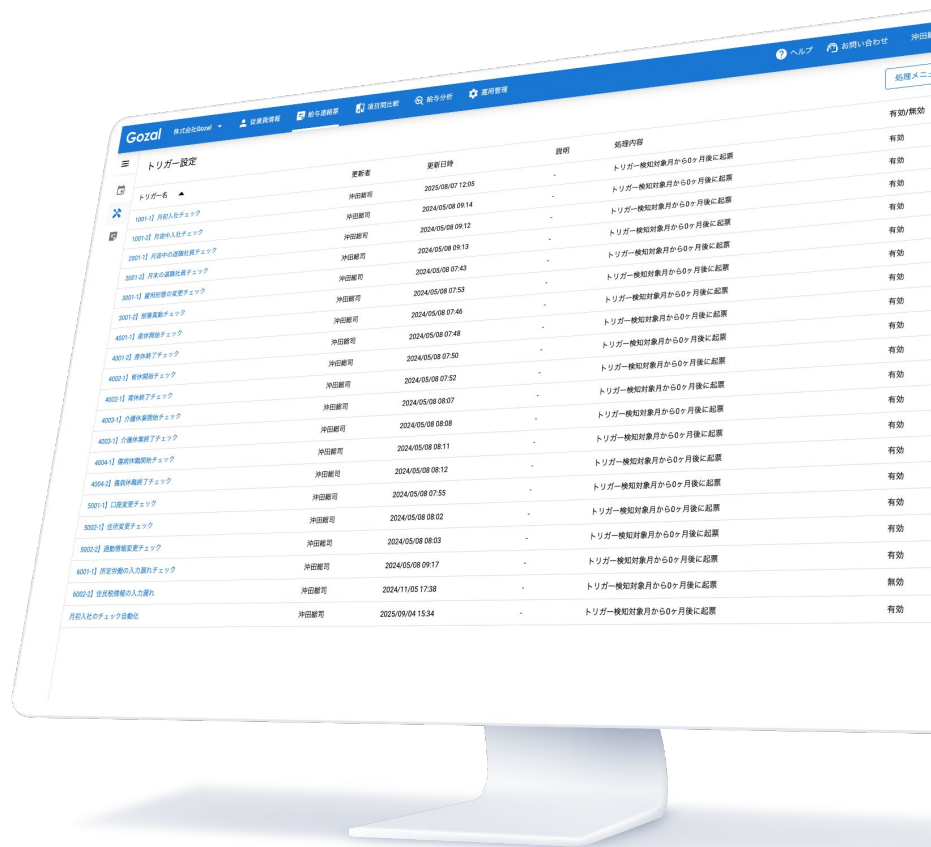 Gozal 株式会社Gozal 従業員情報 給与連絡票 項目間比較 給与分析 運用管理 ヘルプ お問い合わせ
トリガー設定
トリガー名 更新者 更新日時 説明 処理内容 有効/無効
1001-1】月初入社チェック 沖田総司 2025/08/07 12:05 - トリガー検知対象月から0ヶ月後に起票 有効
1001-2】月途中入社チェック 沖田総司 2024/05/08 09:14 - トリガー検知対象月から0ヶ月後に起票 有効
2001-1】月途中の退職社員チェック 沖田総司 2024/05/08 09:12 - トリガー検知対象月から0ヶ月後に起票 有効
2001-2】月末の退職社員チェック 沖田総司 2024/05/08 09:13 - トリガー検知対象月から0ヶ月後に起票 有効
3001-1】雇用形態の変更チェック 沖田総司 2024/05/08 07:43 - トリガー検知対象月から0ヶ月後に起票 有効
3001-2】部署異動チェック 沖田総司 2024/05/08 07:53 - トリガー検知対象月から0ヶ月後に起票 有効
4001-1】産休開始チェック 沖田総司 2024/05/08 07:46 - トリガー検知対象月から0ヶ月後に起票 有効
4001-2】産休終了チェック 沖田総司 2024/05/08 07:48 - トリガー検知対象月から0ヶ月後に起票 有効
4002-1】育休開始チェック 沖田総司 2024/05/08 07:50 - トリガー検知対象月から0ヶ月後に起票 有効
4002-1】育休終了チェック 沖田総司 2024/05/08 07:52 - トリガー検知対象月から0ヶ月後に起票 有効
4003-1】介護休業開始チェック 沖田総司 2024/05/08 08:07 - トリガー検知対象月から0ヶ月後に起票 有効
4003-1】介護休業終了チェック 沖田総司 2024/05/08 08:08 - トリガー検知対象月から0ヶ月後に起票 有効
4004-1】傷病休職開始チェック 沖田総司 2024/05/08 08:11 - トリガー検知対象月から0ヶ月後に起票 有効
4004-2】傷病休職終了チェック 沖田総司 2024/05/08 08:12 - トリガー検知対象月から0ヶ月後に起票 有効
5001-1】口座変更チェック 沖田総司 2024/05/08 07:55 - トリガー検知対象月から0ヶ月後に起票 有効
5002-1】住所変更チェック 沖田総司 2024/05/08 08:02 - トリガー検知対象月から0ヶ月後に起票 有効
5002-2】通勤情報変更チェック 沖田総司 2024/05/08 08:03 - トリガー検知対象月から0ヶ月後に起票 有効
6001-1】所定労働の入力漏れチェック 沖田総司 2024/05/08 09:17 - トリガー検知対象月から0ヶ月後に起票 有効
6002-2】住民税情報の入力漏れ 沖田総司 2024/11/05 17:38 - トリガー検知対象月から0ヶ月後に起票 無効
月初入社のチェック自動化 沖田総司 2025/09/04 15:34 - トリガー検知対象月から0ヶ月後に起票 有効